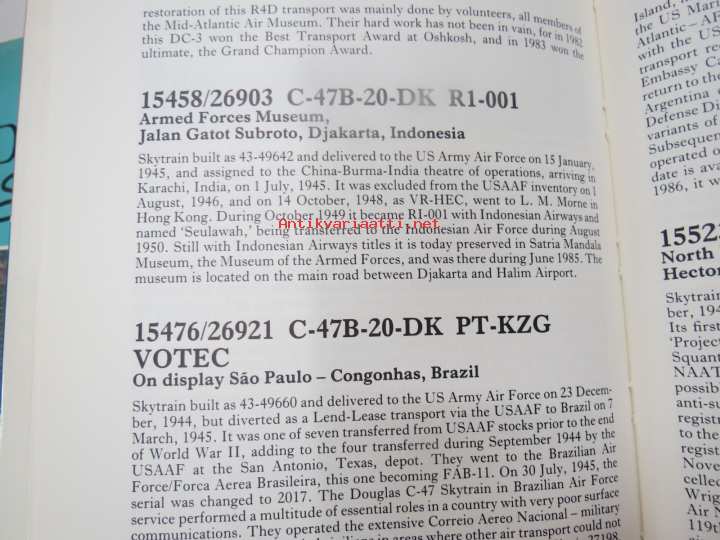 restoration of this R4D transport was mainly done by volunteers, all members of
the Mid-Atlantic Air Museum. Their hard work has not been in vain, for in 1982
this DC-3 won the Best Transport Award at Oshkosh, and in 1983 won the
ultimate, the Grand Champion Award.
15458/26903 C-47B-20-DK R1-001
Armed Forces Museum,
Jalan Gatot Subroto, Djakarta, Indonesia
Skytrain built as 43-49642 and delivered to the US Army Air Force on 15 January,
1945, and assigned to the China-Burma-India theatre of operations, arriving in
Karachi, India, on 1 July, 1945. It was excluded from the USAAF inventory on 1
August, 1946, and on 14 October, 1948, as VR-HEC, went to L. M. Morne in
Hong Kong. During October 1949 it became RI-001 with Indonesian Airways and
Antikvariaatti.net
named 'Seulawah,' being transferred to the Indonesian Air Force during August
1950. Still with Indonesian Airways titles it is today preserved in Satria Mandala
Museum, the Museum of the Armed Forces, and was there during June 1985. The
museum is located on the main road between Djakarta and Halim Airport.
15476/26921 C-47B-20-DK PT-KZG
VOTEC
On display São Paulo – Congonhas, Brazil
Skytrain built as 43-49660 and delivered to the US Army Air Force on 23 Decem-
ber, 1944, but diverted as a Lend-Lease transport via the USAAF to Brazil on 7
March, 1945. It was one of seven transferred from USAAF stocks prior to the end
of World War II, adding to the four transferred during September 1944 by the
USAAF at the San Antonio, Texas, depot. They went to the Brazilian Air
Force/Forca Aerea Brasileira, this one becoming FAB-11. On 30 July, 1945, the
serial was changed to 2017. The Douglas C-47 Skytrain in Brazilian Air Force
service performed a multitude of essential roles in a country with very poor surface
communications. They operated the extensive Correio Aereo Nacional – military
in areas where other air transport could not
Island,
the US Mar
Atlantic – A
with the US
transport re
Embassy Ca
return to the
Argentina
Defense Di
variants of
Subsequen
operated o
date is ava
1986, it w
1552
North
Hector
Skytrai
ber, 194
Its first
'Project
Squant
NAAT
possib
anti-su
registr
to the
regist
Nove
celled
Wrig
Air N
119th